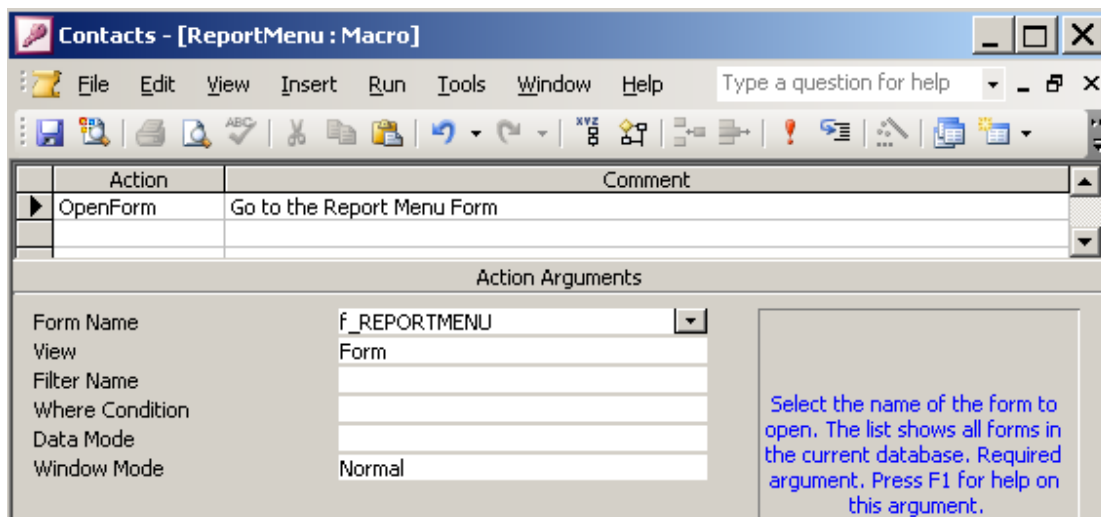 Contacts - [ReportMenu : Macro]
File Edit View Insert Run Tools Window Help Type a question for help
ABC XYZ
Action Comment
OpenForm Go to the Report Menu Form
Action Arguments
Form Name f_REPORTMENU
View Form
Filter Name
Where Condition
Data Mode
Window Mode Normal
Select the name of the form to
open. The list shows all forms in
the current database. Required
argument. Press F1 for help on
this argument.